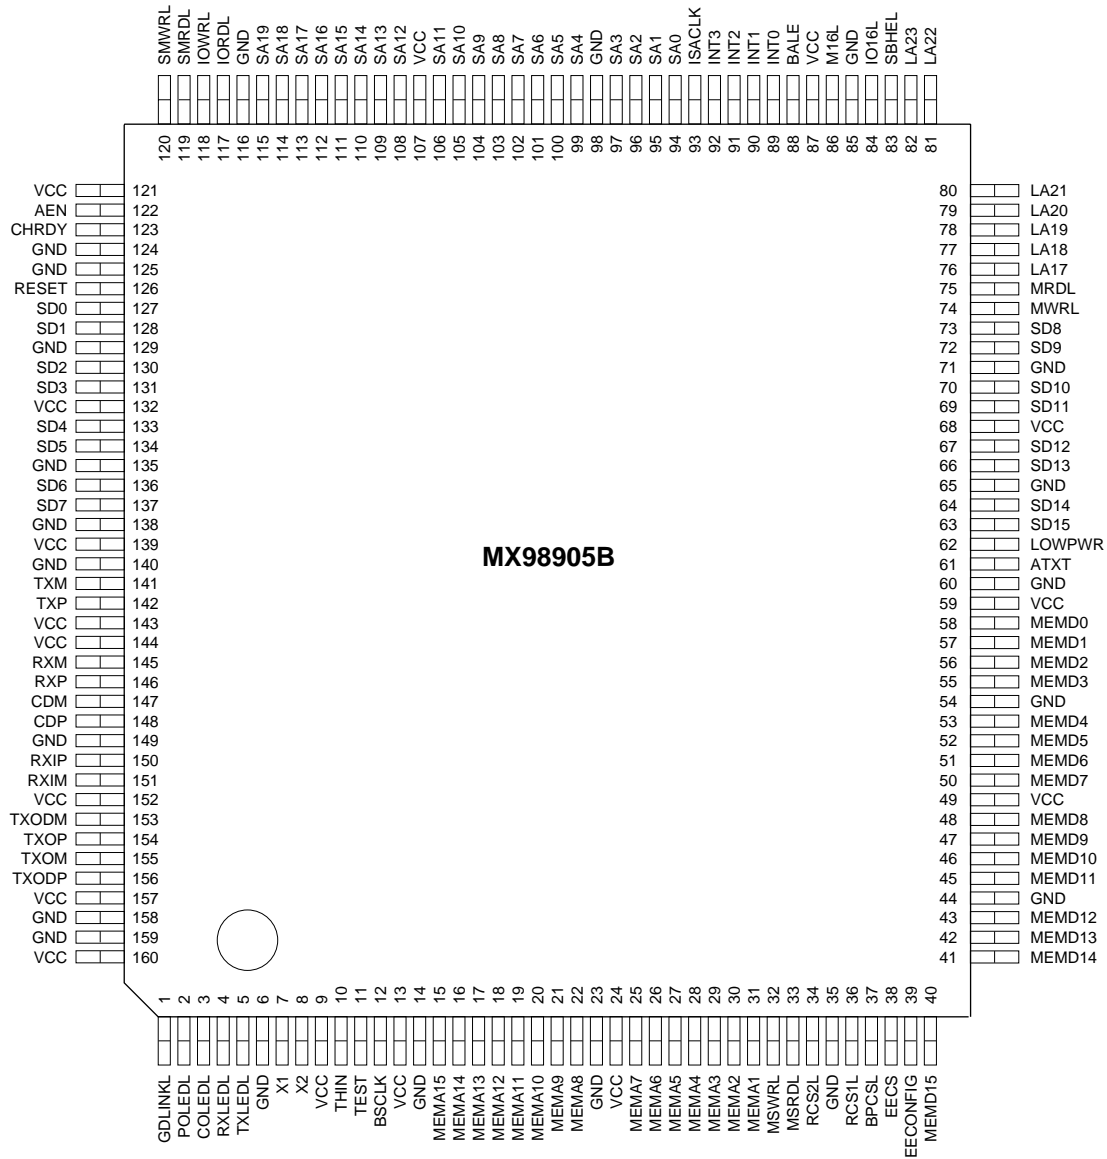 SMWRL SMRDL IOWRL IORDL GND SA19 SA18 SA17 SA16 SA15 SA14 SA13 SA12 VCC SA11 SA10 SA9 SA8 SA7 SA6 SA5 SA4 GND SA3 SA2 SA1 SA0 ISACLK INT3 INT2 INT1 INT0 BALE VCC M16L GND IO16L SBHEL LA23 LA22
120 119 118 117 116 115 114 113 112 111 110 109 108 107 106 105 104 103 102 101 100 99 98 97 96 95 94 93 92 91 90 89 88 87 86 85 84 83 82 81
VCC 121 80 LA21
AEN 122 79 LA20
CHRDY 123 78 LA19
GND 124 77 LA18
GND 125 76 LA17
RESET 126 75 MRDL
SD0 127 74 MWRL
SD1 128 73 SD8
GND 129 72 SD9
SD2 130 71 GND
SD3 131 70 SD10
VCC 132 69 SD11
SD4 133 68 VCC
SD5 134 67 SD12
GND 135 66 SD13
SD6 136 65 GND
SD7 137 64 SD14
GND 138 63 SD15
VCC 139 62 LOWPWR
MX98905B
GND 140 61 ATXT
TXM 141 60 GND
TXP 142 59 VCC
VCC 143 58 MEMD0
VCC 144 57 MEMD1
RXM 145 56 MEMD2
RXP 146 55 MEMD3
CDM 147 54 GND
CDP 148 53 MEMD4
GND 149 52 MEMD5
RXIP 150 51 MEMD6
RXIM 151 50 MEMD7
VCC 152 49 VCC
TXODM 153 48 MEMD8
TXOP 154 47 MEMD9
TXOM 155 46 MEMD10
TXODP 156 45 MEMD11
VCC 157 44 GND
GND 158 43 MEMD12
GND 159 42 MEMD13
VCC 160 41 MEMD14
1 2 3 4 5 6 7 8 9 10 11 12 13 14 15 16 17 18 19 20 21 22 23 24 25 26 27 28 29 30 31 32 33 34 35 36 37 38 39 40
GDLINKL POLEDL COLEDL RXLEDL TXLEDL GND X1 X2 VCC THIN TEST BSCLK VCC GND MEMA15 MEMA14 MEMA13 MEMA12 MEMA11 MEMA10 MEMA9 MEMA8 GND VCC MEMA7 MEMA6 MEMA5 MEMA4 MEMA3 MEMA2 MEMA1 MSWRL MSRDL RCS2L GND RCS1L BPCSL EECS EECONFIG MEMD15